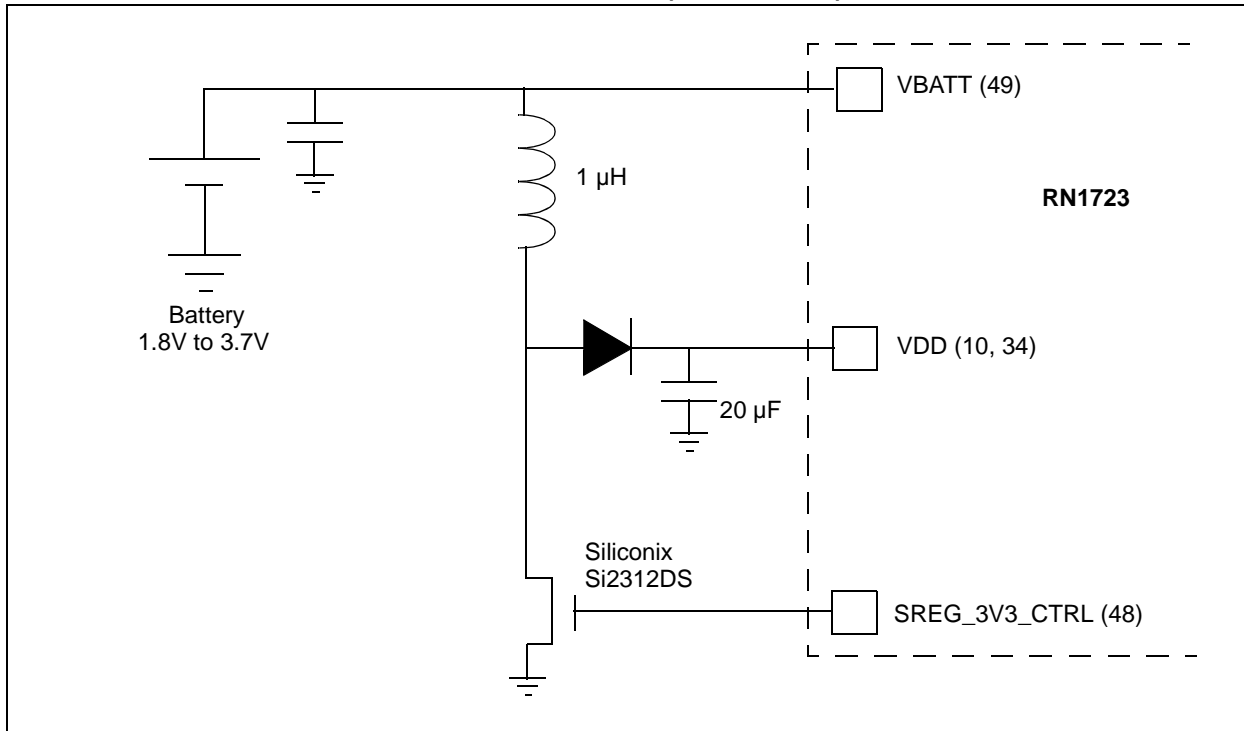 VBATT (49)
1 µH
RN1723
Battery
1.8V to 3.7V
VDD (10, 34)
20 µF
Siliconix
Si2312DS
SREG_3V3_CTRL (48)